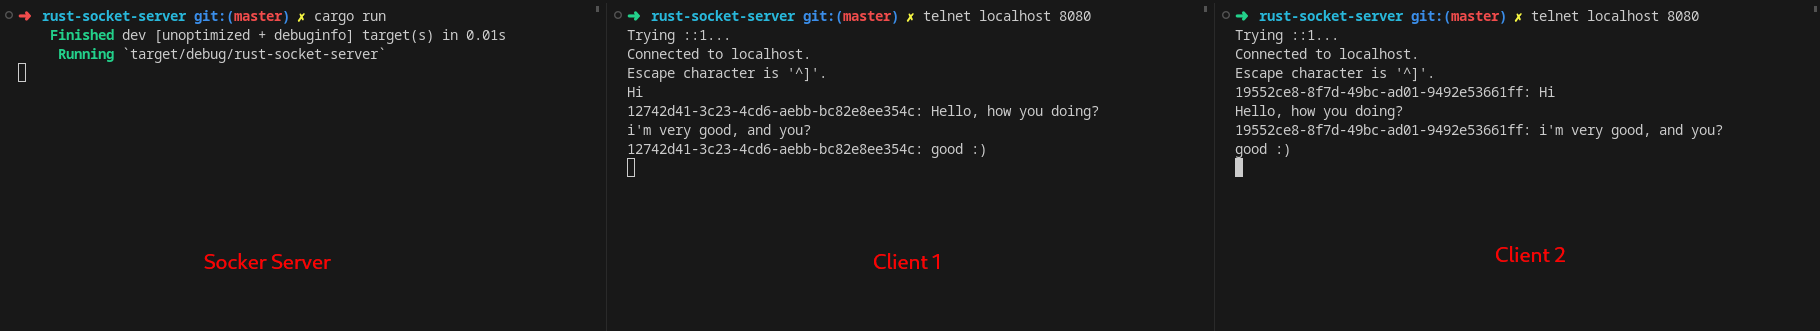 ➜ rust-socket-server git:(master) ✗ cargo run
Finished dev [unoptimized + debuginfo] target(s) in 0.01s
Running `target/debug/rust-socket-server`
Socker Server
➜ rust-socket-server git:(master) ✗ telnet localhost 8080
Trying ::1...
Connected to localhost.
Escape character is '^]'.
Hi
12742d41-3c23-4cd6-aebb-bc82e8ee354c: Hello, how you doing?
i'm very good, and you?
12742d41-3c23-4cd6-aebb-bc82e8ee354c: good :)
Client 1
➜ rust-socket-server git:(master) ✗ telnet localhost 8080
Trying ::1...
Connected to localhost.
Escape character is '^]'.
19552ce8-8f7d-49bc-ad01-9492e53661ff: Hi
Hello, how you doing?
19552ce8-8f7d-49bc-ad01-9492e53661ff: i'm very good, and you?
good :)
Client 2